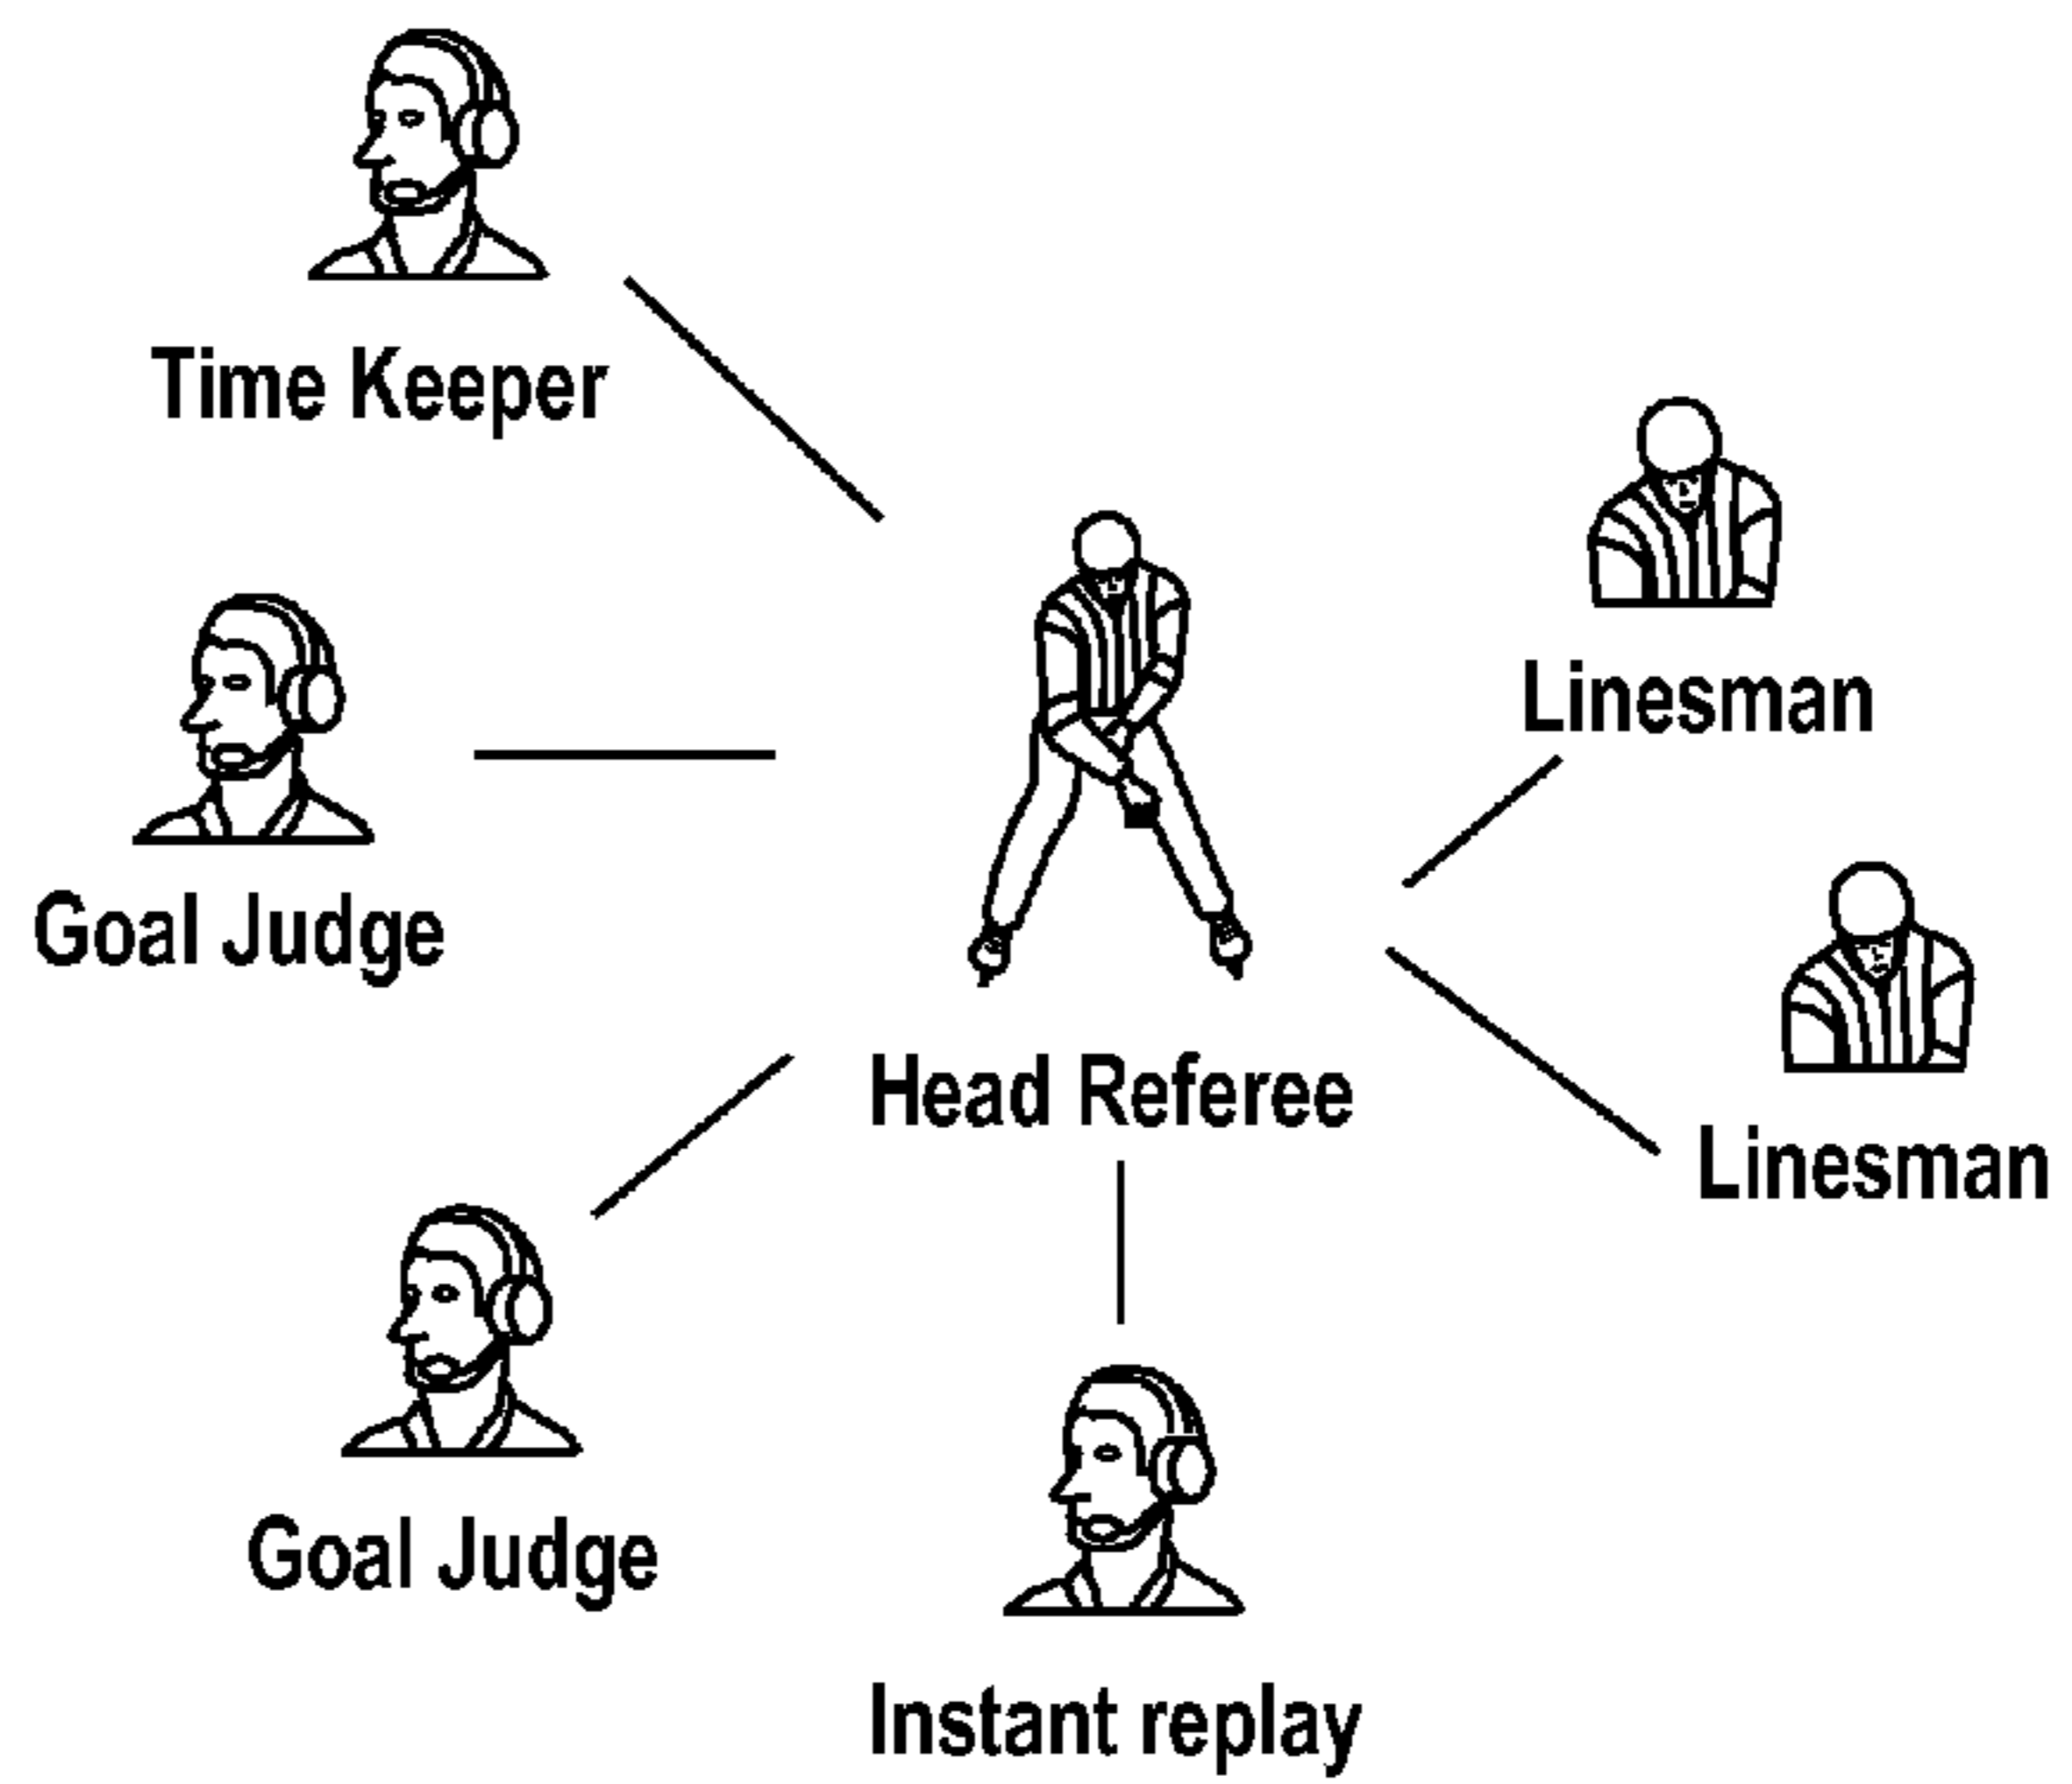 Time Keeper
Linesman
Goal Judge
Head Referee
Linesman
Goal Judge
Instant replay